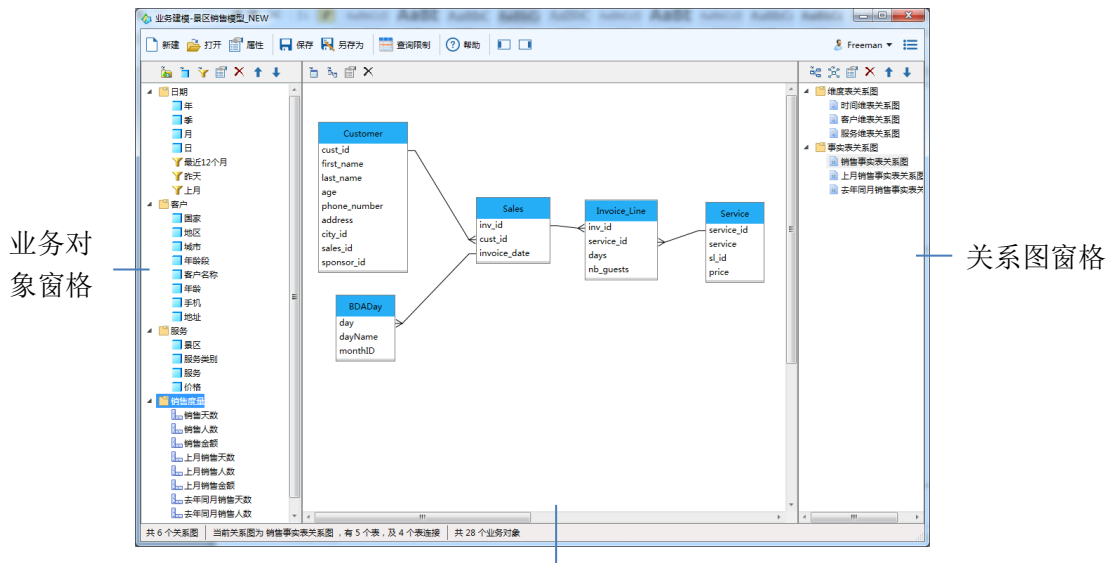 业务建模-景区销售模型_NEW
新建 打开 属性 保存 另存为 查询限制 帮助 Freeman
日期
年
季
月
日
最近12个月
昨天
上月
客户
国家
地区
城市
年龄段
客户名称
年龄
手机
地址
服务
景区
服务类别
服务
价格
销售度量
销售天数
销售人数
销售金额
上月销售天数
上月销售人数
上月销售金额
去年同月销售天数
去年同月销售人数
Customer
cust_id
first_name
last_name
age
phone_number
address
city_id
sales_id
sponsor_id
BDADay
day
dayName
monthID
Sales
inv_id
cust_id
invoice_date
Invoice_Line
inv_id
service_id
days
nb_guests
Service
service_id
service
sl_id
price
维度表关系图
时间维表关系图
客户维表关系图
服务维表关系图
事实表关系图
销售事实表关系图
上月销售事实表关系图
去年同月销售事实表关
共 6 个关系图 当前关系图为 销售事实表关系图 ，有 5 个表，及 4 个表连接 共 28 个业务对象
业务对
象窗格
关系图窗格